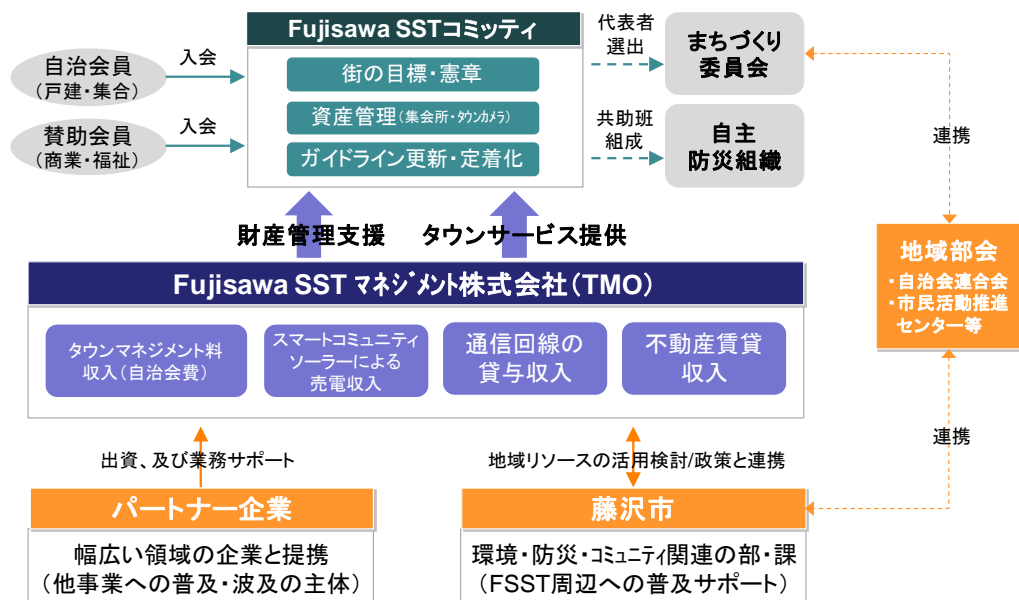 Fujisawa SSTコミッティ
街の目標・憲章
資産管理(集会所・タウンカメラ)
ガイドライン更新・定着化
自治会員
(戸建・集合)
入会
賛助会員
(商業・福祉)
入会
代表者
選出
まちづくり
委員会
共助班
組成
自主
防災組織
連携
地域部会
・自治会連合会
・市民活動推進
センター等
連携
財産管理支援
タウンサービス提供
Fujisawa SST マネジメント株式会社(TMO)
タウンマネジメント料
収入(自治会費)
スマートコミュニティ
ソーラーによる
売電収入
通信回線の
貸与収入
不動産賃貸
収入
出資、及び業務サポート
地域リソースの活用検討/政策と連携
パートナー企業
幅広い領域の企業と提携
(他事業への普及・波及の主体)
藤沢市
環境・防災・コミュニティ関連の部・課
(FSST周辺への普及サポート)